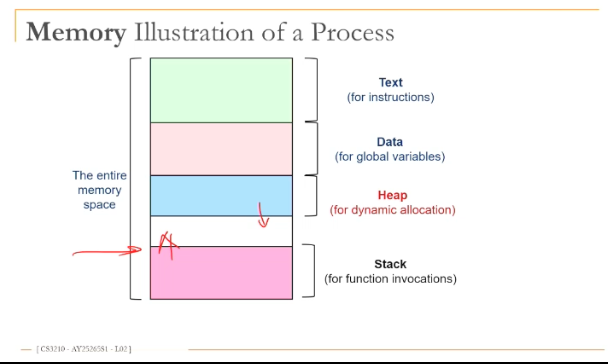 Memory Illustration of a Process
Text
(for instructions)
Data
(for global variables)
The entire
memory
space
Heap
(for dynamic allocation)
Stack
(for function invocations)
[ CS3210 - AY2526S1 - L02 ]